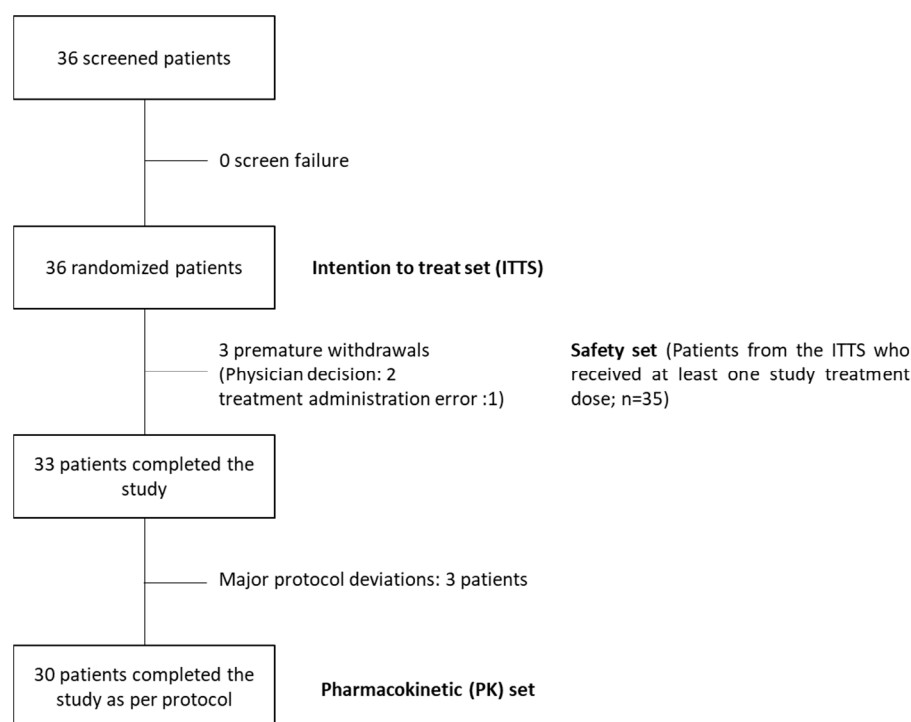 36 screened patients
0 screen failure
36 randomized patients
Intention to treat set (ITTS)
3 premature withdrawals
(Physician decision: 2
treatment administration error :1)
Safety set (Patients from the ITTS who
received at least one study treatment
dose; n=35)
33 patients completed the
study
Major protocol deviations: 3 patients
30 patients completed the
study as per protocol
Pharmacokinetic (PK) set